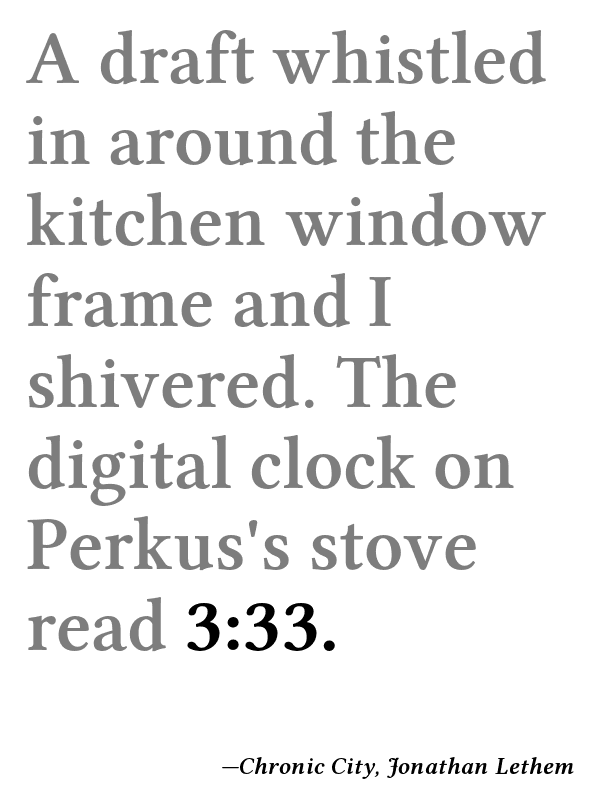 A draft whistled
in around the
kitchen window
frame and I
shivered. The
digital clock on
Perkus's stove
read 3:33.
—Chronic City, Jonathan Lethem